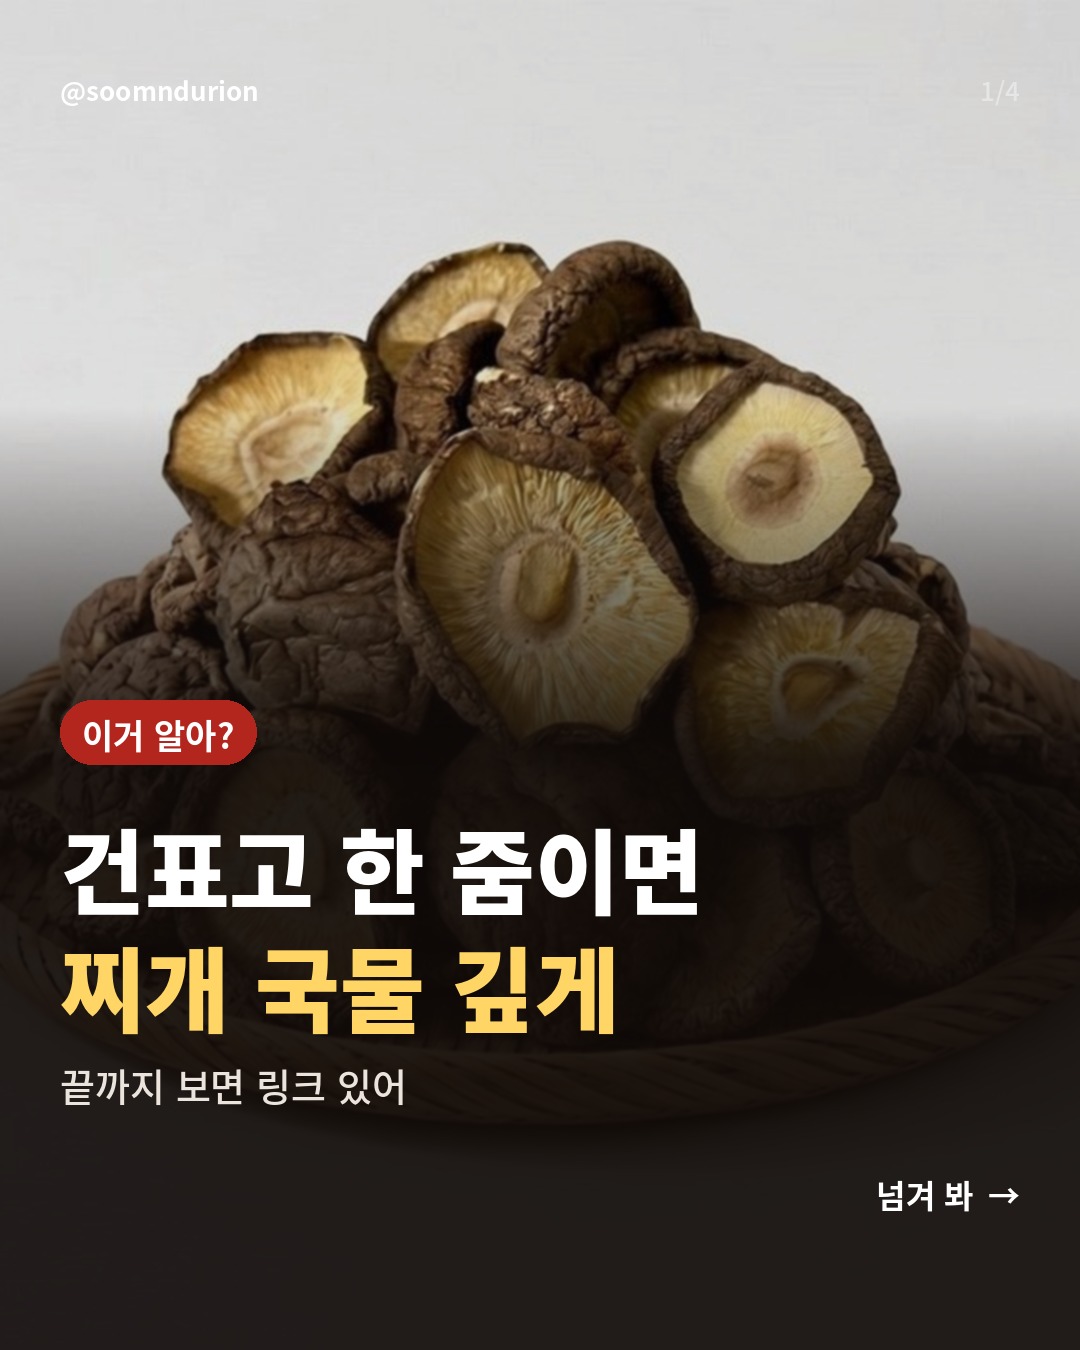 @soomndurion
1/4
이거 알아?
건표고 한 줌이면
찌개 국물 깊게
끝까지 보면 링크 있어
넘겨 봐 →